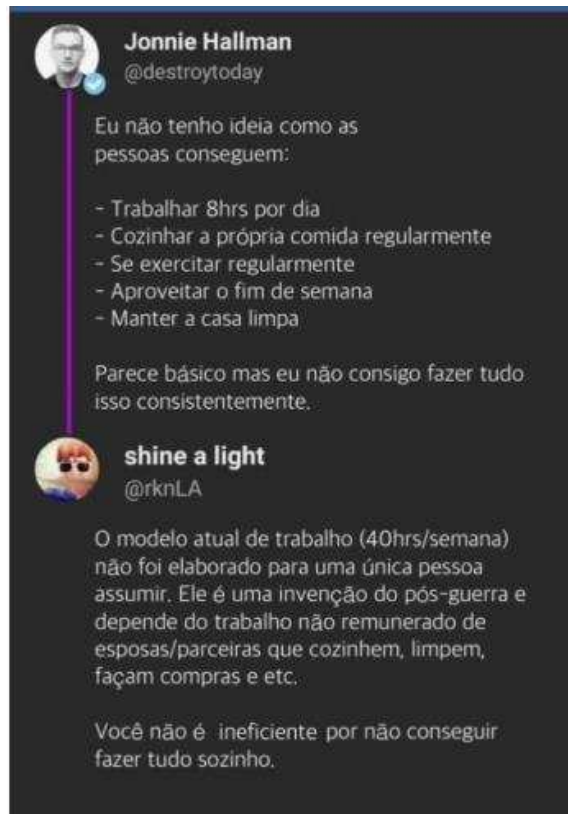 Jonnie Hallman
@destroytoday
Eu não tenho ideia como as
pessoas conseguem:
- Trabalhar 8hrs por dia
- Cozinhar a própria comida regularmente
- Se exercitar regularmente
- Aproveitar o fim de semana
- Manter a casa limpa
Parece básico mas eu não consigo fazer tudo
isso consistentemente.
shine a light
@rknLA
O modelo atual de trabalho (40hrs/semana)
não foi elaborado para uma única pessoa
assumir. Ele é uma invenção do pós-guerra e
depende do trabalho não remunerado de
esposas/parceiras que cozinhem, limpem,
façam compras e etc.
Você não é ineficiente por não conseguir
fazer tudo sozinho.